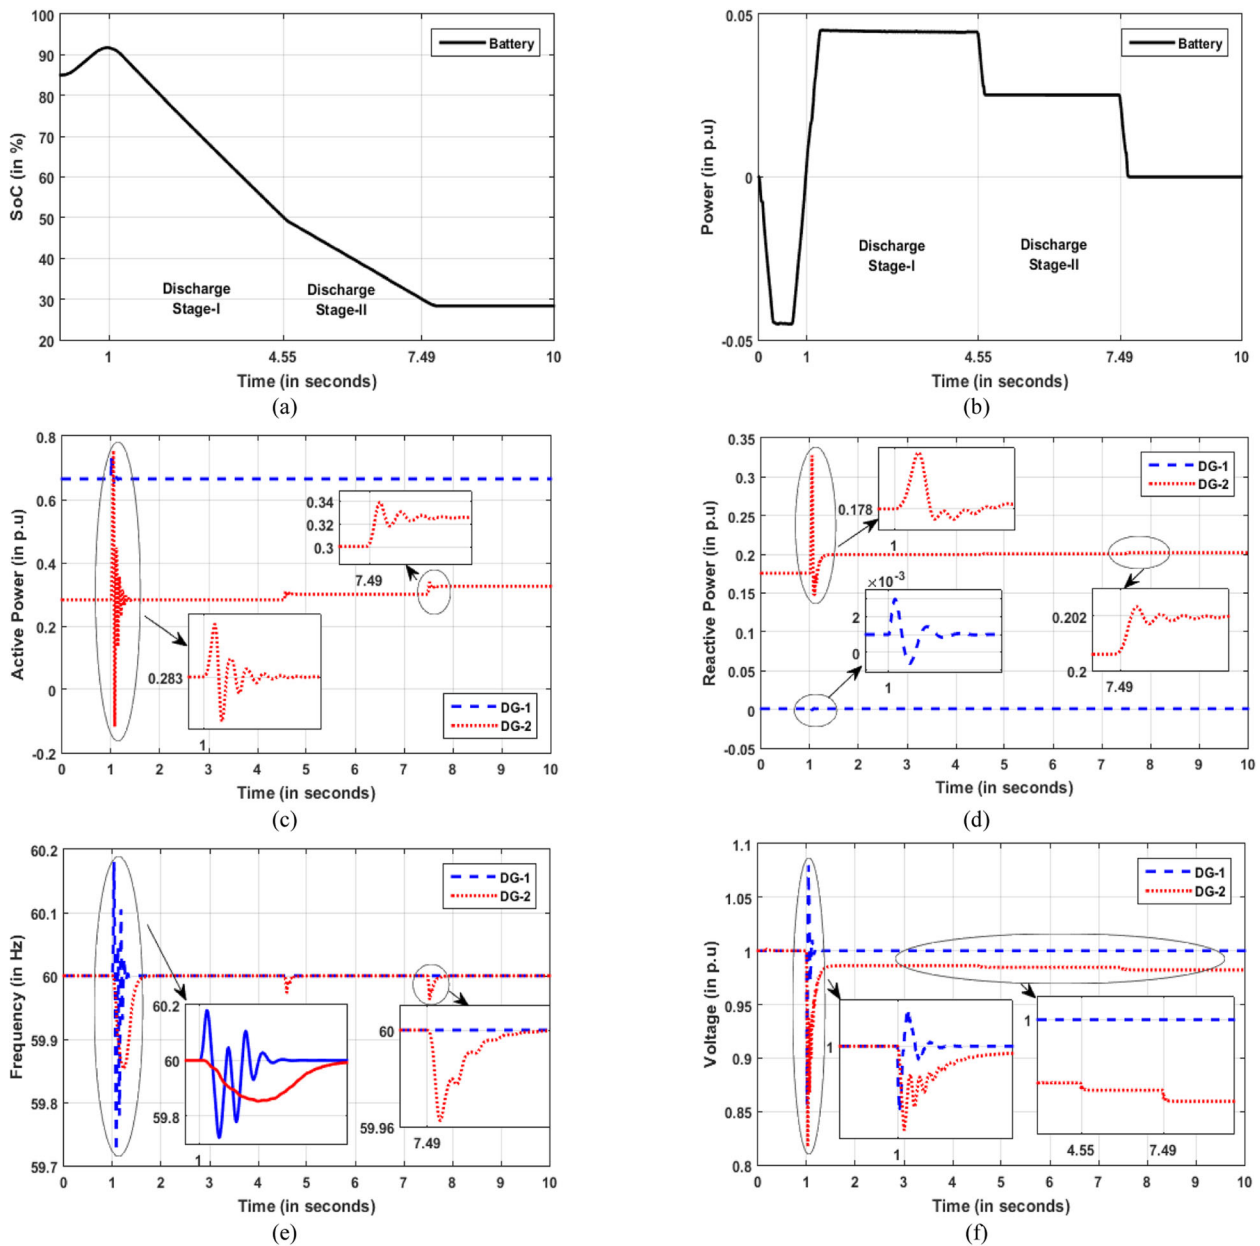 100
90
80
70
60
50
40
30
20
SoC (in %)
Battery
Discharge
Stage-I
Discharge
Stage-II
1
4.55
7.49
10
Time (in seconds)
(a)
0.05
0
-0.05
Power (in p.u)
Battery
Discharge
Stage-I
Discharge
Stage-II
0
1
4.55
7.49
10
Time (in seconds)
(b)
0.8
0.6
0.4
0.2
0
-0.2
Active Power (in p.u)
0.34
0.32
0.3
7.49
0.283
1
DG-1
DG-2
0 1 2 3 4 5 6 7 8 9 10
Time (in seconds)
(c)
0.35
0.3
0.25
0.2
0.15
0.1
0.05
0
-0.05
Reactive Power (in p.u)
0.178
1
DG-1
DG-2
×10-3
2
0
1
0.202
0.2
7.49
0 1 2 3 4 5 6 7 8 9 10
Time (in seconds)
(d)
60.2
60.1
60
59.9
59.8
59.7
Frequency (in Hz)
DG-1
DG-2
60.2
60
59.8
1
60
59.96
7.49
0 1 2 3 4 5 6 7 8 9 10
Time (in seconds)
(e)
1.1
1.05
1
0.95
0.9
0.85
0.8
Voltage (in p.u)
DG-1
DG-2
1
1
1
4.55
7.49
0 1 2 3 4 5 6 7 8 9 10
Time (in seconds)
(f)